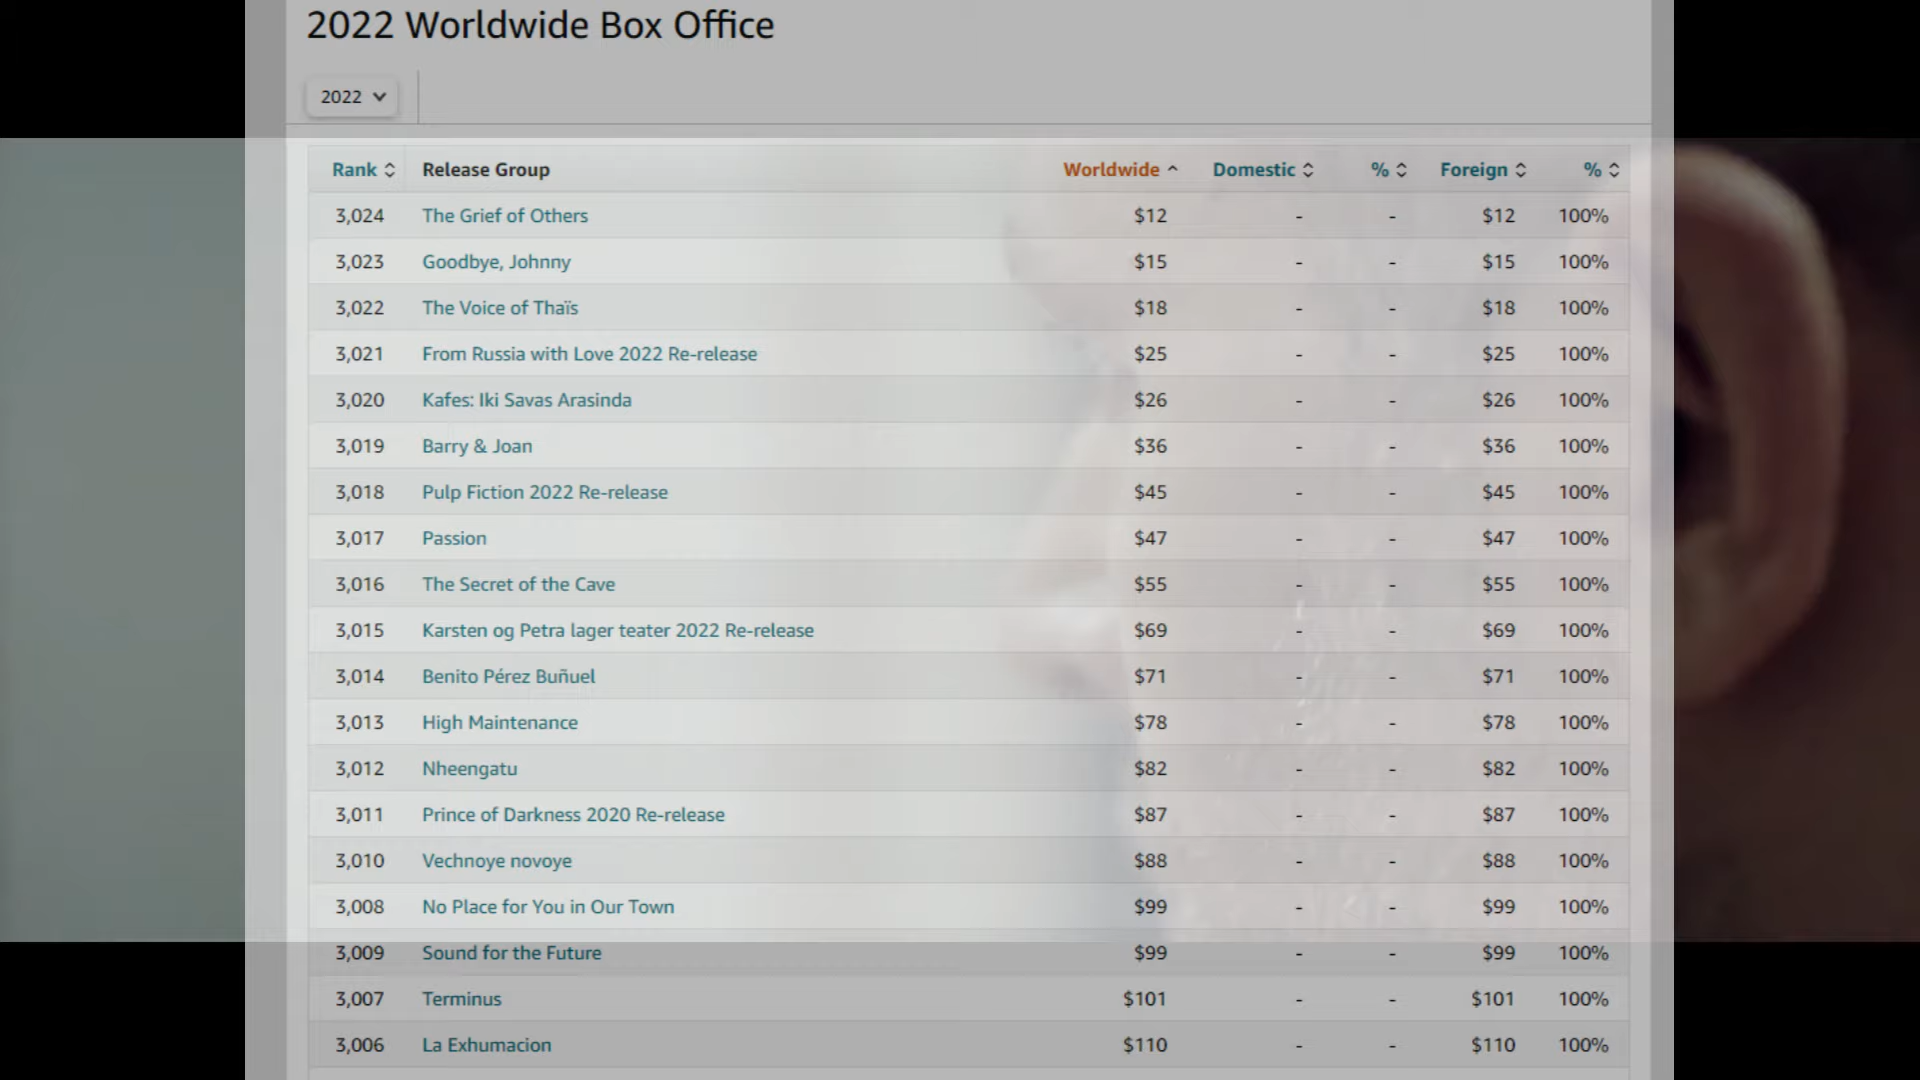 2022 Worldwide Box Office
2022
Rank Release Group Worldwide Domestic % Foreign %
3,024 The Grief of Others $12 - - $12 100%
3,023 Goodbye, Johnny $15 - - $15 100%
3,022 The Voice of Thaïs $18 - - $18 100%
3,021 From Russia with Love 2022 Re-release $25 - - $25 100%
3,020 Kafes: Iki Savas Arasinda $26 - - $26 100%
3,019 Barry & Joan $36 - - $36 100%
3,018 Pulp Fiction 2022 Re-release $45 - - $45 100%
3,017 Passion $47 - - $47 100%
3,016 The Secret of the Cave $55 - - $55 100%
3,015 Karsten og Petra lager teater 2022 Re-release $69 - - $69 100%
3,014 Benito Pérez Buñuel $71 - - $71 100%
3,013 High Maintenance $78 - - $78 100%
3,012 Nheengatu $82 - - $82 100%
3,011 Prince of Darkness 2020 Re-release $87 - - $87 100%
3,010 Vechnoye novoye $88 - - $88 100%
3,008 No Place for You in Our Town $99 - - $99 100%
3,009 Sound for the Future $99 - - $99 100%
3,007 Terminus $101 - - $101 100%
3,006 La Exhumacion $110 - - $110 100%